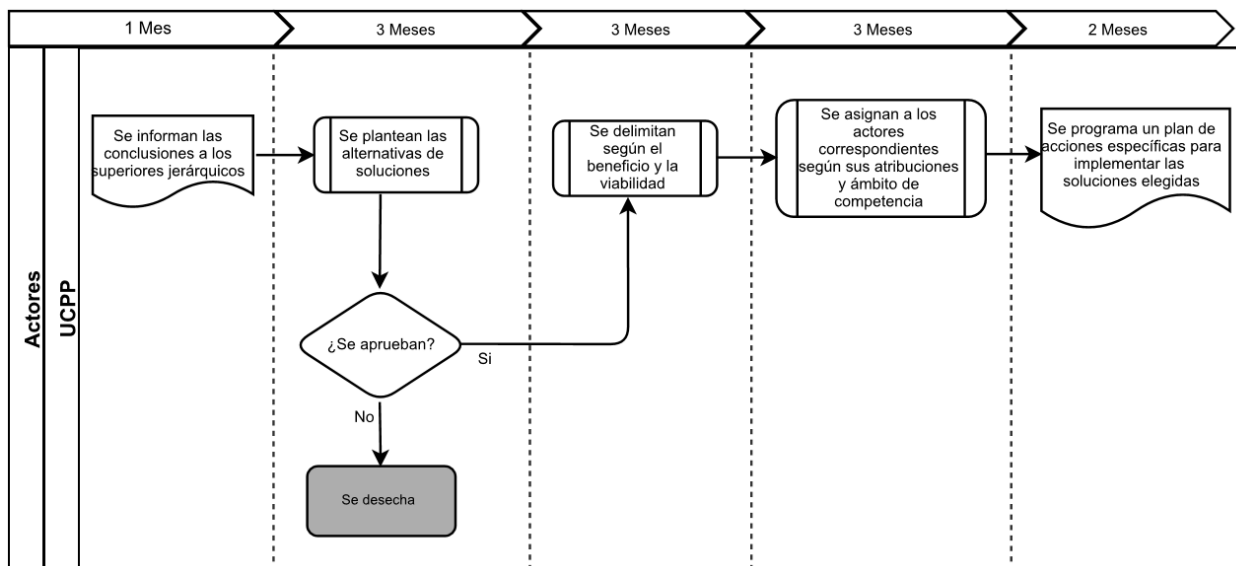 1 Mes
3 Meses
3 Meses
3 Meses
2 Meses
Actores
UCPP
Se informan las
conclusiones a los
superiores jerárquicos
Se plantean las
alternativas de
soluciones
¿Se aprueban?
Si
No
Se desecha
Se delimitan
según el
beneficio y la
viabilidad
Se asignan a los
actores
correspondientes
según sus atribuciones
y ámbito de
competencia
Se programa un plan de
acciones específicas para
implementar las
soluciones elegidas